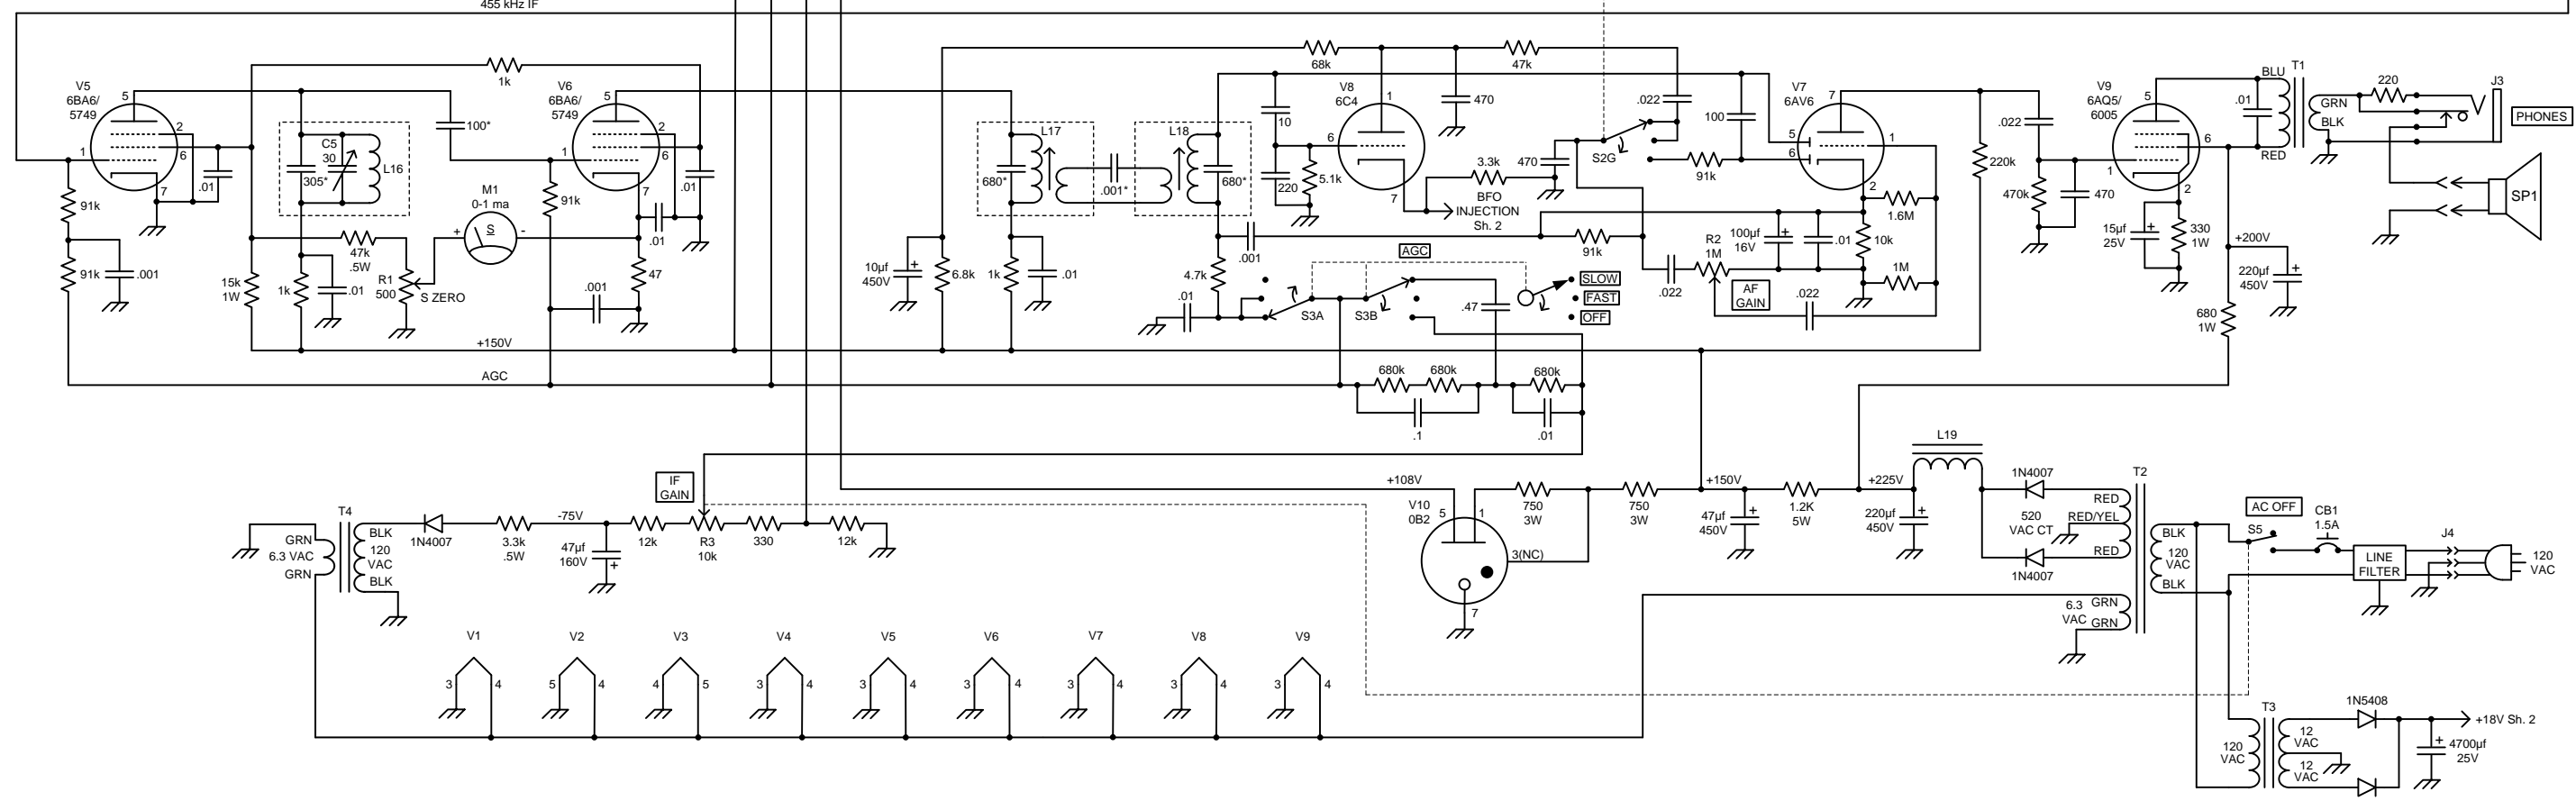 455 kHz IF
V5
6BA6/
5749
5
2
6
1
7
.01
91k
91k
.001
15k
1W
1k
1k
.01
C5
30
305*
L16
100*
M1
0-1 ma
+
S
-
47k
.5W
R1
500
S ZERO
V6
6BA6/
5749
5
2
6
1
7
.01
91k
.01
47
.001
+150V
AGC
10µf
450V
+
6.8k
1k
.01
L17
680*
.001*
L18
680*
.001
4.7k
.01
68k
47k
V8
6C4
1
6
7
10
220
5.1k
470
3.3k
470
BFO
INJECTION
Sh. 2
.022
S2G
91k
100
V7
6AV6
7
5
6
1
2
1.6M
10k
1M
91k
.022
R2
1M
AF
GAIN
100µf
16V
+
.01
.022
AGC
S3A
S3B
.47
SLOW
FAST
OFF
680k
680k
680k
.1
.01
220k
.022
470k
470
V9
6AQ5/
6005
5
6
1
2
15µf
25V
+
330
1W
+200V
220µf
450V
+
680
1W
T1
BLU
.01
RED
GRN
BLK
220
J3
PHONES
SP1
IF
GAIN
T4
GRN
6.3 VAC
GRN
BLK
120
VAC
BLK
1N4007
3.3k
.5W
-75V
47µf
160V
+
12k
R3
10k
330
12k
+108V
V10
0B2
5
1
3(NC)
7
750
3W
750
3W
+150V
47µf
450V
+
1.2K
5W
+225V
220µf
450V
+
L19
1N4007
520
VAC CT
1N4007
T2
RED
RED/YEL
RED
6.3
VAC
GRN
GRN
BLK
120
VAC
BLK
AC OFF
S5
CB1
1.5A
LINE
FILTER
J4
120
VAC
V1
V2
V3
V4
V5
V6
V7
V8
V9
3
4
5
4
4
5
3
4
3
4
3
4
3
4
3
4
3
4
T3
120
VAC
12
VAC
12
VAC
1N5408
+18V Sh. 2
+
4700µf
25V